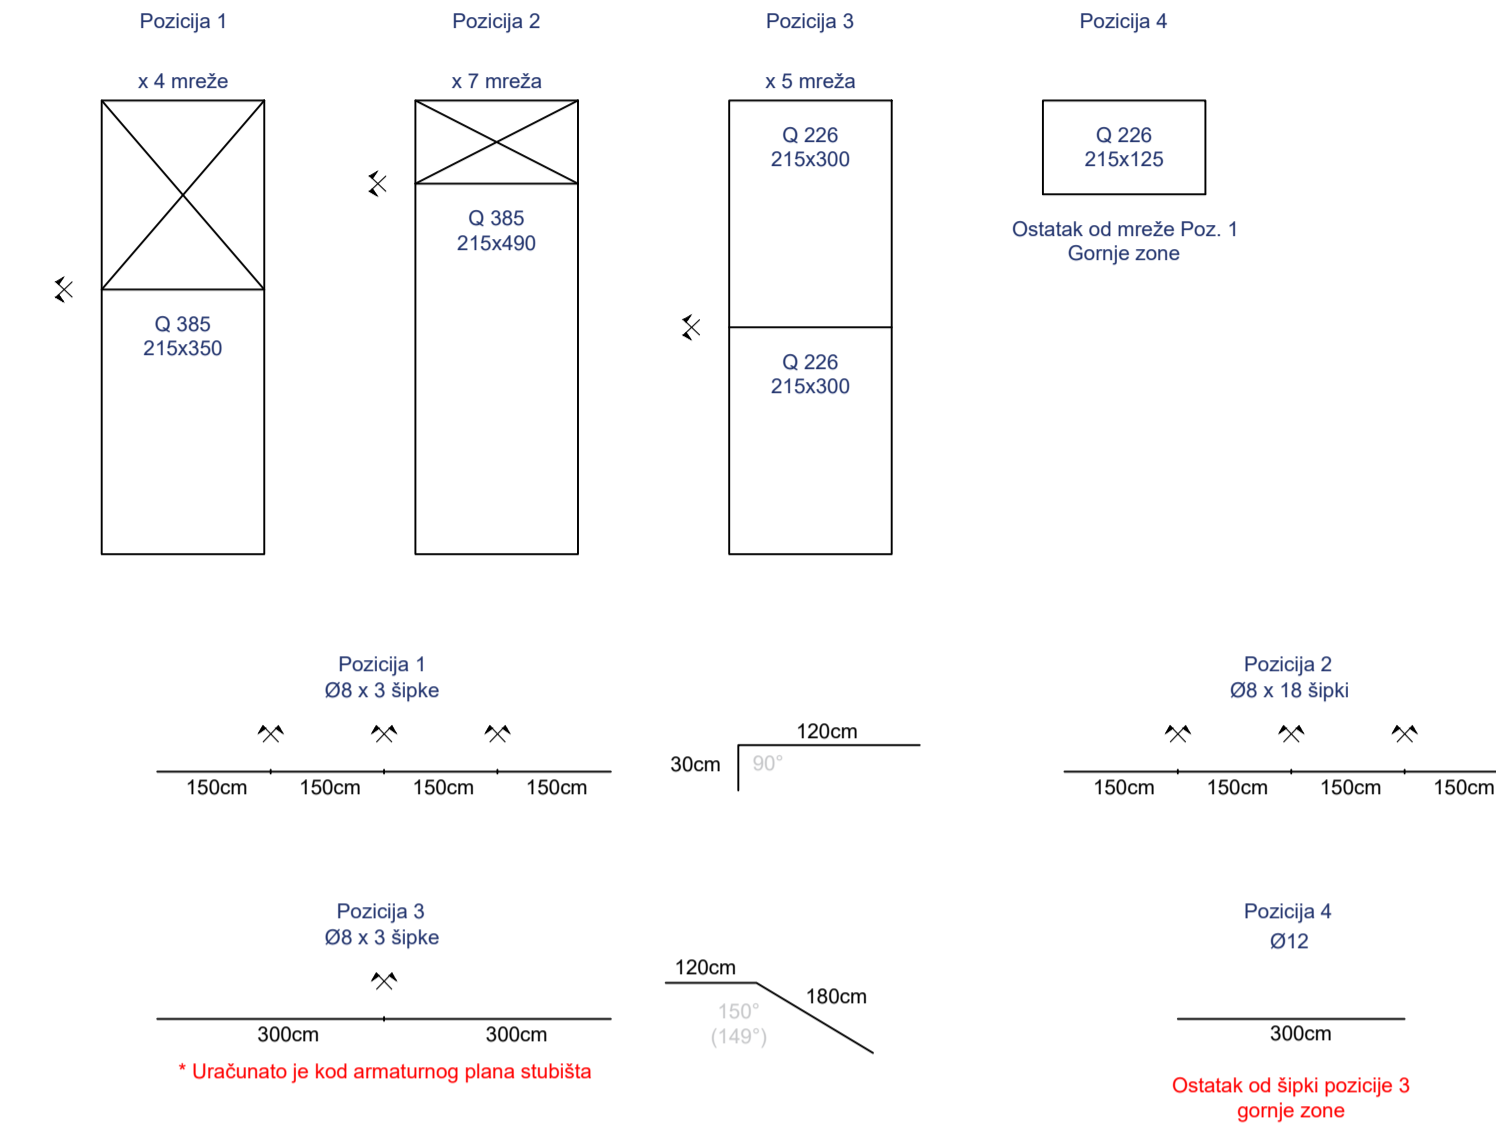 Pozicija 1
Pozicija 2
Pozicija 3
Pozicija 4
x 4 mreže
x 7 mreža
x 5 mreža
Q 385
215x350
Q 385
215x490
Q 226
215x300
Q 226
215x300
Q 226
215x125
Ostatak od mreže Poz. 1
Gornje zone
Pozicija 1
Ø8 x 3 šipke
150cm
150cm
150cm
150cm
120cm
30cm
90°
Pozicija 2
Ø8 x 18 šipki
150cm
150cm
150cm
150cm
Pozicija 3
Ø8 x 3 šipke
300cm
300cm
* Uračunato je kod armaturnog plana stubišta
120cm
180cm
150°
(149°)
Pozicija 4
Ø12
300cm
Ostatak od šipki pozicije 3
gornje zone